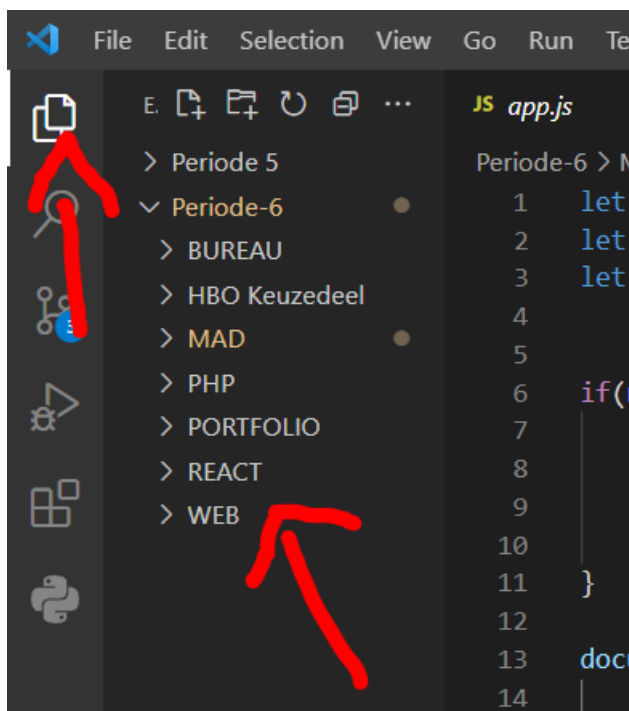 File Edit Selection View Go Run Te
E. ...
JS app.js
Periode 5
Periode-6 > M
Periode-6
BUREAU
HBO Keuzedeel
MAD
PHP
PORTFOLIO
REACT
WEB
3
1 let
2 let
3 let
4
5
6 if(
7
8
9
10
11 }
12
13 docu
14